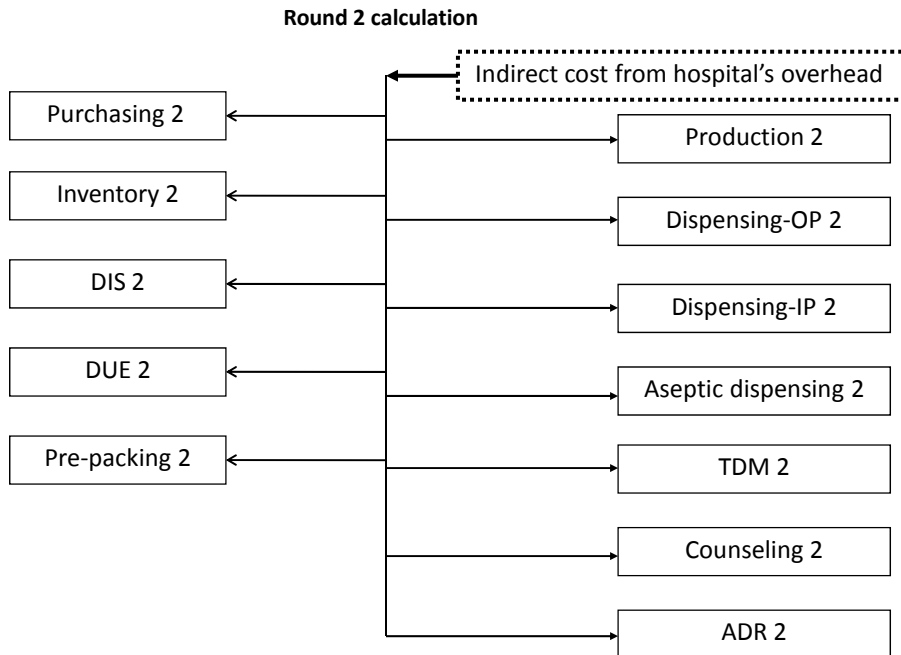 Round 2 calculation
Indirect cost from hospital's overhead
Purchasing 2
Production 2
Inventory 2
Dispensing-OP 2
DIS 2
Dispensing-IP 2
DUE 2
Aseptic dispensing 2
Pre-packing 2
TDM 2
Counseling 2
ADR 2